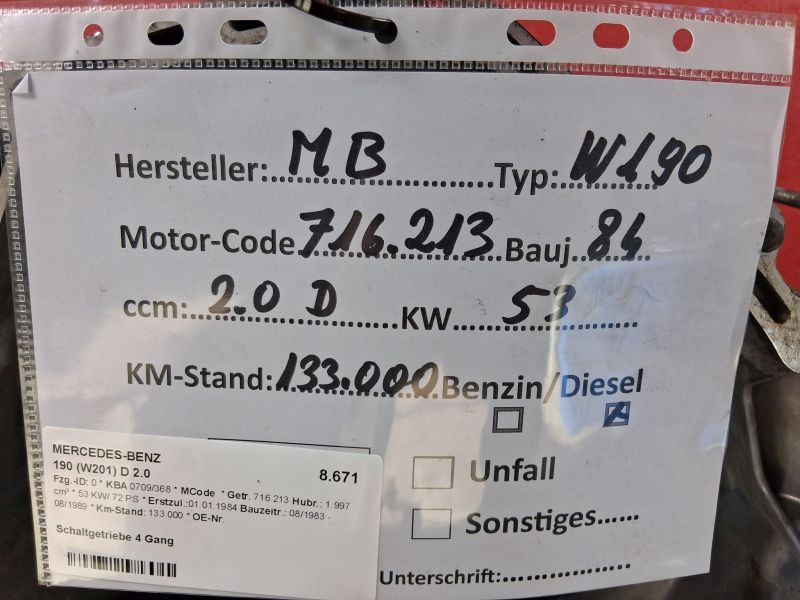 Hersteller: MB Typ: W190
Motor-Code 716.213 Bauj. 84
ccm: 2.0 D KW 53
KM-Stand: 133.000 Benzin/Diesel
Unfall
Sonstiges......
Unterschrift:
MERCEDES-BENZ
190 (W201) D 2.0 8.671
Fzg.-ID: 0 * KBA 0709/368 * MCode * Getr. 716.213 Hubr.: 1.997
cm³ * 53 KW/ 72 PS * Erstzul.:01.01.1984 Bauzeitr.: 08/1983 -
08/1989 * Km-Stand: 133.000 * OE-Nr.
Schaltgetriebe 4 Gang